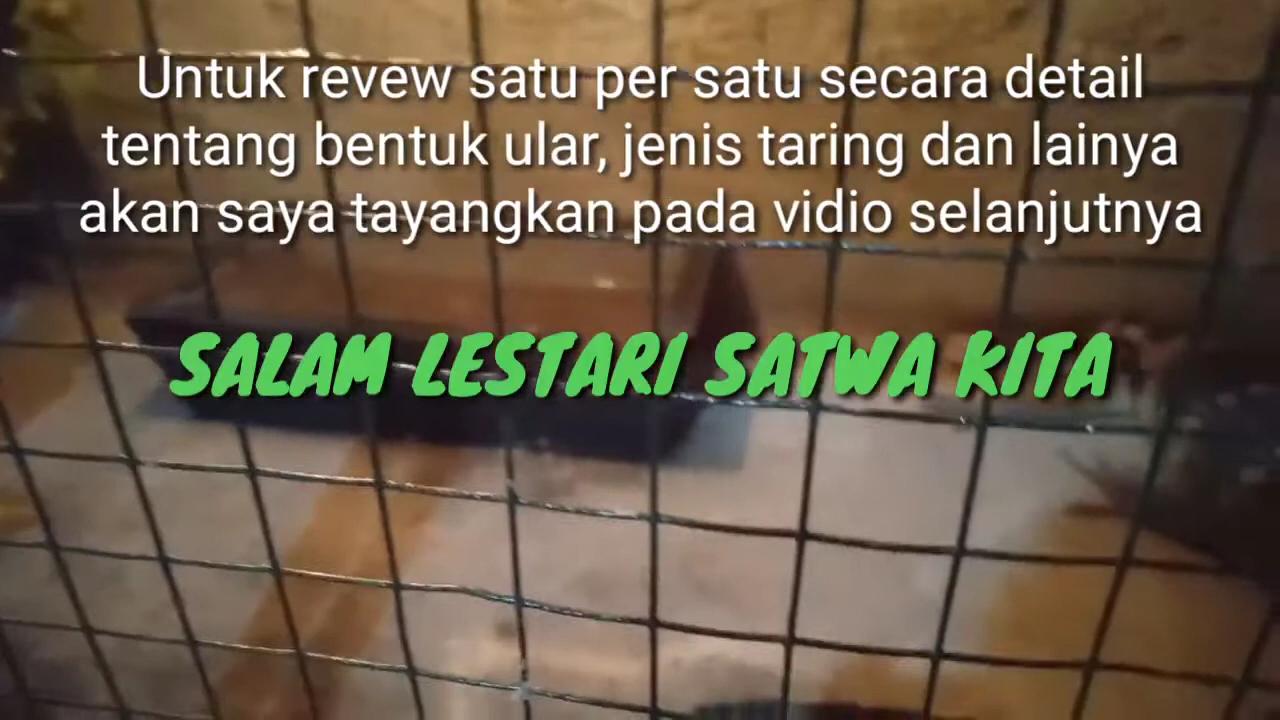 Untuk revew satu per satu secara detail
tentang bentuk ular, jenis taring dan lainya
akan saya tayangkan pada vidio selanjutnya
SALAM LESTARI SATWA KITA